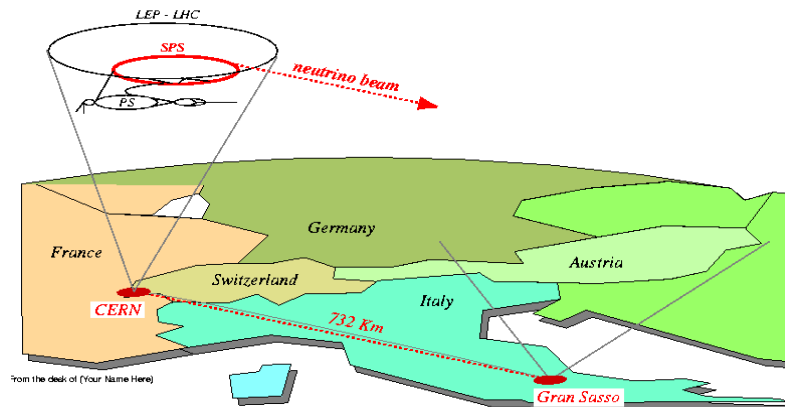 LEP - LHC
SPS
neutrino beam
PS
Germany
France
Austria
Switzerland
Italy
CERN
732 Km
From the desk of (Your Name Here)
Gran Sasso